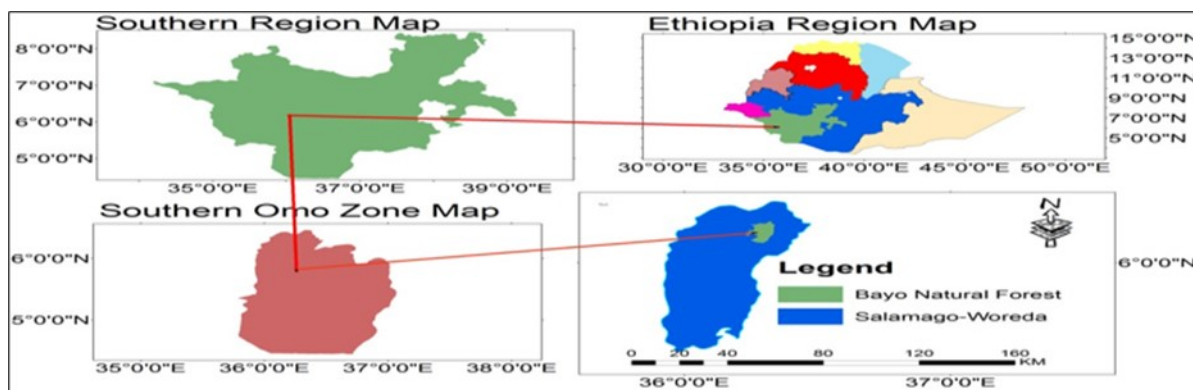 Southern Region Map
8°0'0"N
7°0'0"N
6°0'0"N
5°0'0"N
35°0'0"E 37°0'0"E 39°0'0"E
Ethiopia Region Map
15°0'0"N
13°0'0"N
11°0'0"N
9°0'0"N
7°0'0"N
5°0'0"N
30°0'0"E 35°0'0"E 40°0'0"E 45°0'0"E 50°0'0"E
Southern Omo Zone Map
6°0'0"N
5°0'0"N
35°0'0"E 36°0'0"E 37°0'0"E 38°0'0"E
N
Legend
Bayo Natural Forest
Salamago-Woreda
6°0'0"N
0 20 40 80 120 160
KM
36°0'0"E 37°0'0"E